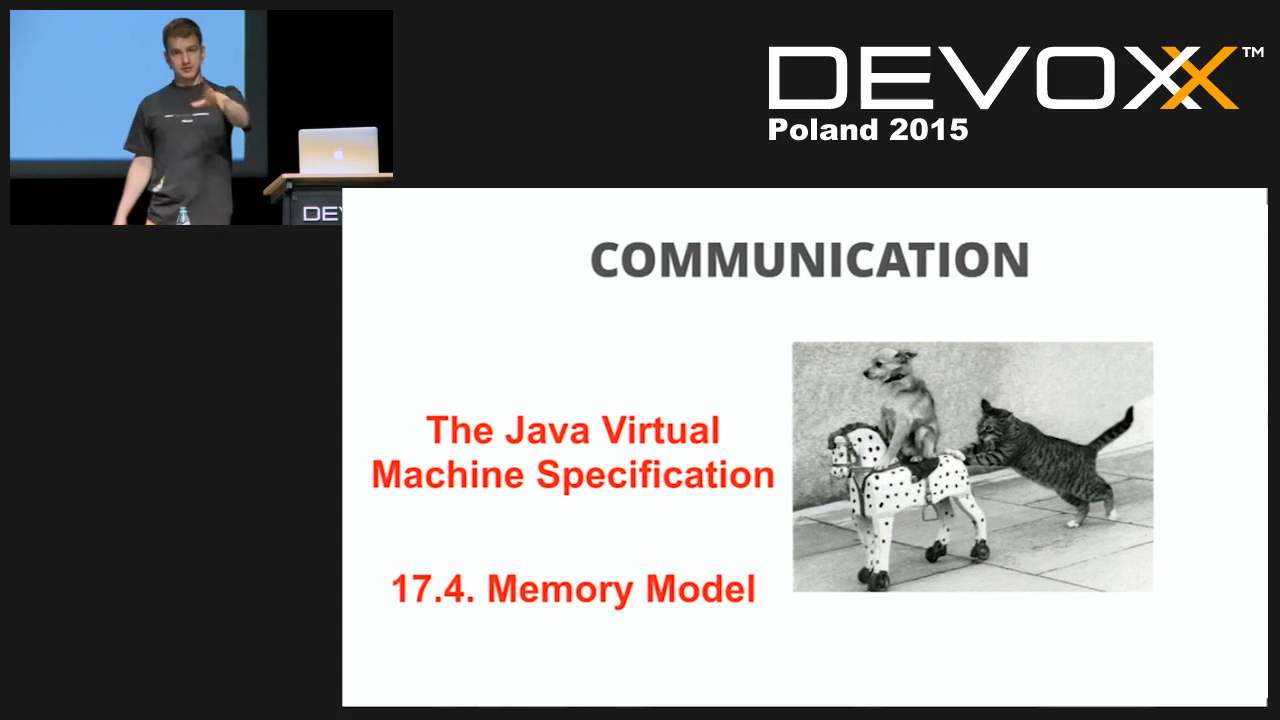 DEVOXX™
Poland 2015
DEV
COMMUNICATION
The Java Virtual
Machine Specification
17.4. Memory Model